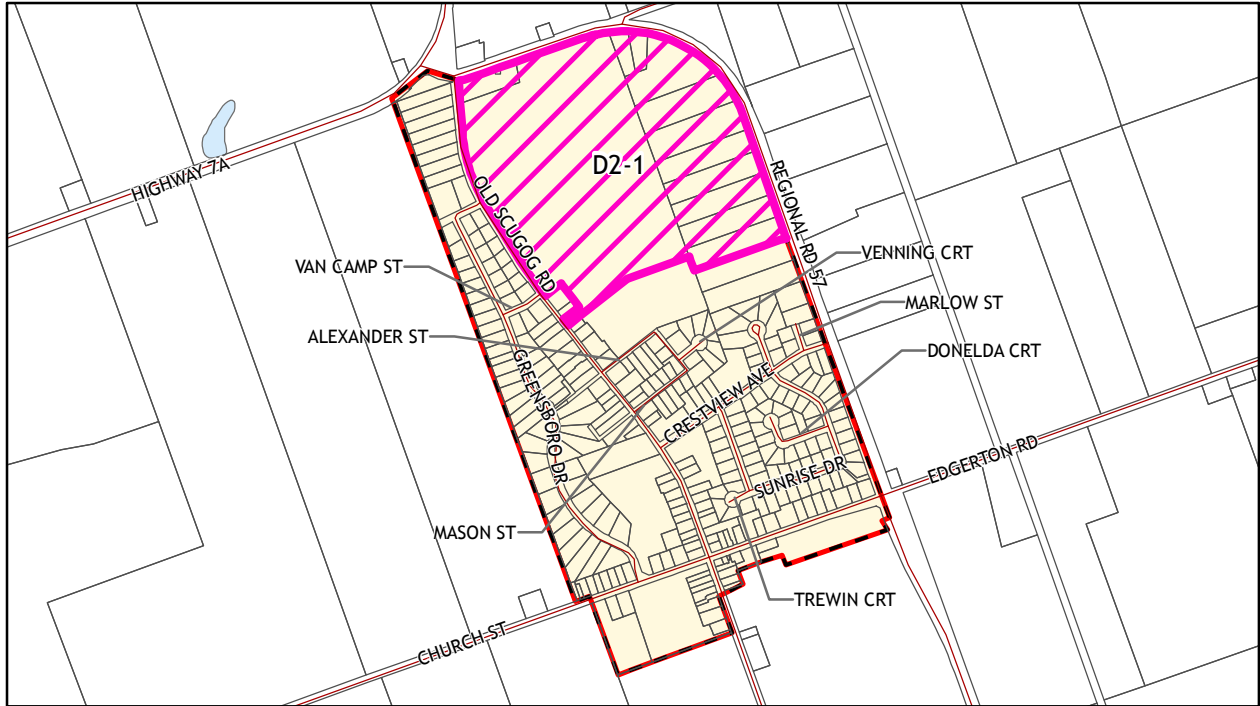 D2-1
HIGHWAY 7A
REGIONAL RD 57
OLD SCUGOG RD
VENNING CRT
VAN CAMP ST
MARLOW ST
ALEXANDER ST
DONELDA CRT
GREENSBORO DR
CRESTVIEW AVE
EDGERTON RD
SUNRISE DR
MASON ST
TREWIN CRT
CHURCH ST